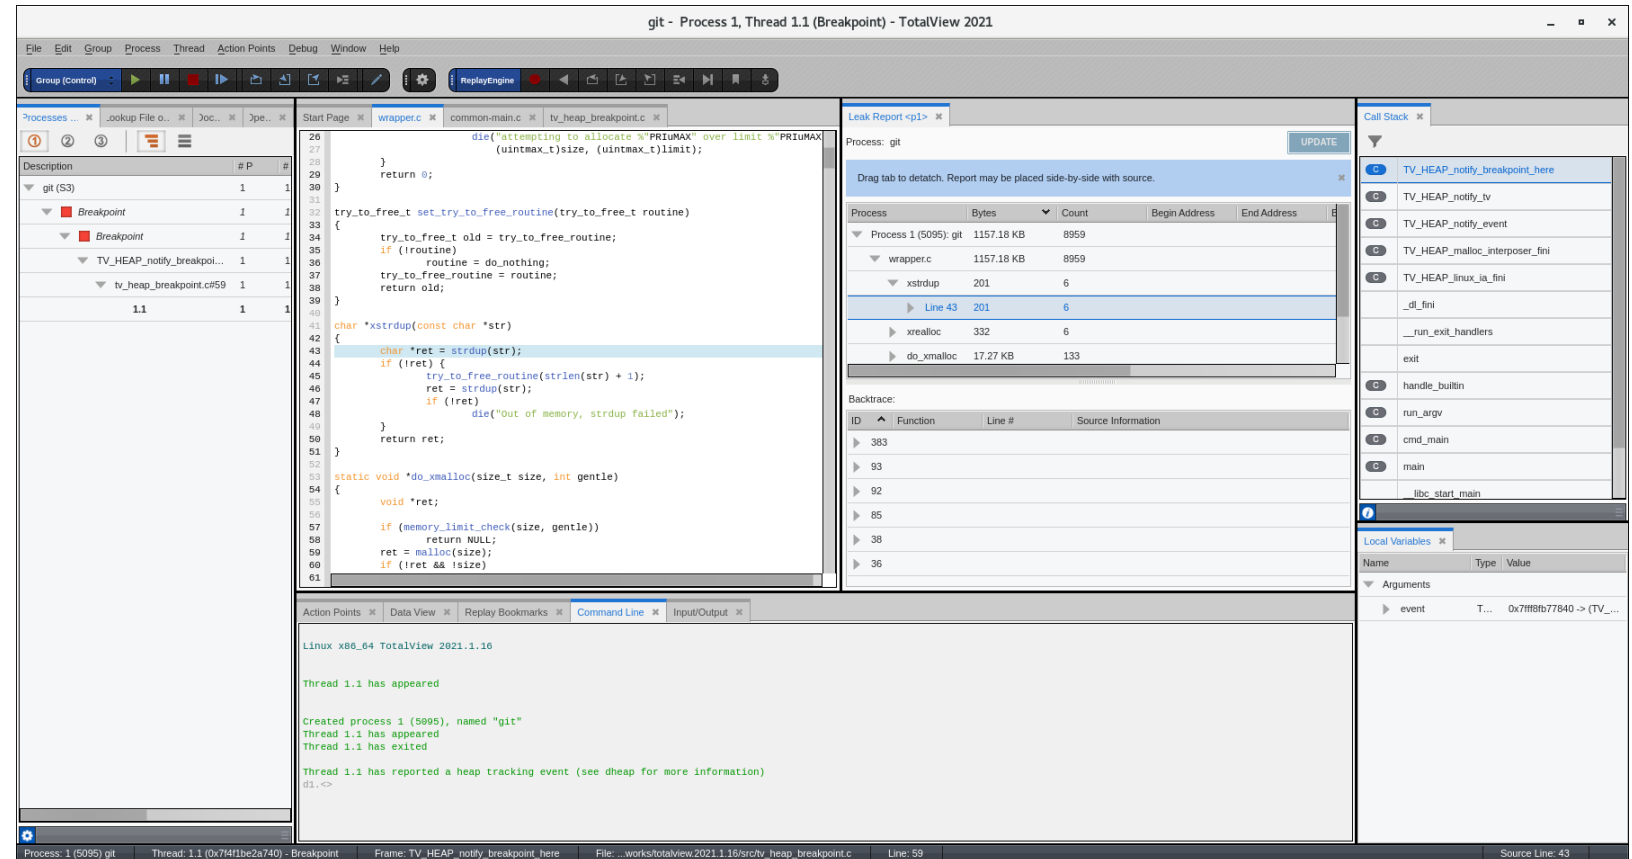 git - Process 1, Thread 1.1 (Breakpoint) - TotalView 2021
File Edit Group Process Thread Action Points Debug Window Help
Group (Control)
ReplayEngine
Processes ...
Lookup File o..
Doc..
Ope..
1 2 3
Description # P #
git (S3) 1 1
Breakpoint 1 1
Breakpoint 1 1
TV_HEAP_notify_breakpoi... 1 1
tv_heap_breakpoint.c#59 1 1
1.1 1 1
Start Page wrapper.c common-main.c tv_heap_breakpoint.c
26 die("attempting to allocate %"PRIuMAX" over limit %"PRIuMAX
27 (uintmax_t)size, (uintmax_t)limit);
28 }
29 return 0;
30 }
31
32 try_to_free_t set_try_to_free_routine(try_to_free_t routine)
33 {
34 try_to_free_t old = try_to_free_routine;
35 if (!routine)
36 routine = do_nothing;
37 try_to_free_routine = routine;
38 return old;
39 }
40
41 char *xstrdup(const char *str)
42 {
43 char *ret = strdup(str);
44 if (!ret) {
45 try_to_free_routine(strlen(str) + 1);
46 ret = strdup(str);
47 if (!ret)
48 die("Out of memory, strdup failed");
49 }
50 return ret;
51 }
52
53 static void *do_xmalloc(size_t size, int gentle)
54 {
55 void *ret;
56
57 if (memory_limit_check(size, gentle))
58 return NULL;
59 ret = malloc(size);
60 if (!ret && !size)
61
Leak Report <p1>
Process: git
UPDATE
Drag tab to detatch. Report may be placed side-by-side with source.
Process Bytes Count Begin Address End Address
Process 1 (5095): git 1157.18 KB 8959
wrapper.c 1157.18 KB 8959
xstrdup 201 6
Line 43 201 6
xrealloc 332 6
do_xmalloc 17.27 KB 133
Backtrace:
ID Function Line # Source Information
383
93
92
85
38
36
Call Stack
C TV_HEAP_notify_breakpoint_here
C TV_HEAP_notify_tv
C TV_HEAP_notify_event
C TV_HEAP_malloc_interposer_fini
C TV_HEAP_linux_ia_fini
_dl_fini
__run_exit_handlers
exit
C handle_builtin
C run_argv
C cmd_main
C main
__libc_start_main
Local Variables
Name Type Value
Arguments
event T... 0x7fff8fb77840 -> (TV_...
Action Points Data View Replay Bookmarks Command Line Input/Output
Linux x86_64 TotalView 2021.1.16
Thread 1.1 has appeared
Created process 1 (5095), named "git"
Thread 1.1 has appeared
Thread 1.1 has exited
Thread 1.1 has reported a heap tracking event (see dheap for more information)
d1.<>
Process: 1 (5095) git Thread: 1.1 (0x7f4f1be2a740) - Breakpoint Frame: TV_HEAP_notify_breakpoint_here File: ...works/totalview.2021.1.16/src/tv_heap_breakpoint.c Line: 59 Source Line: 43